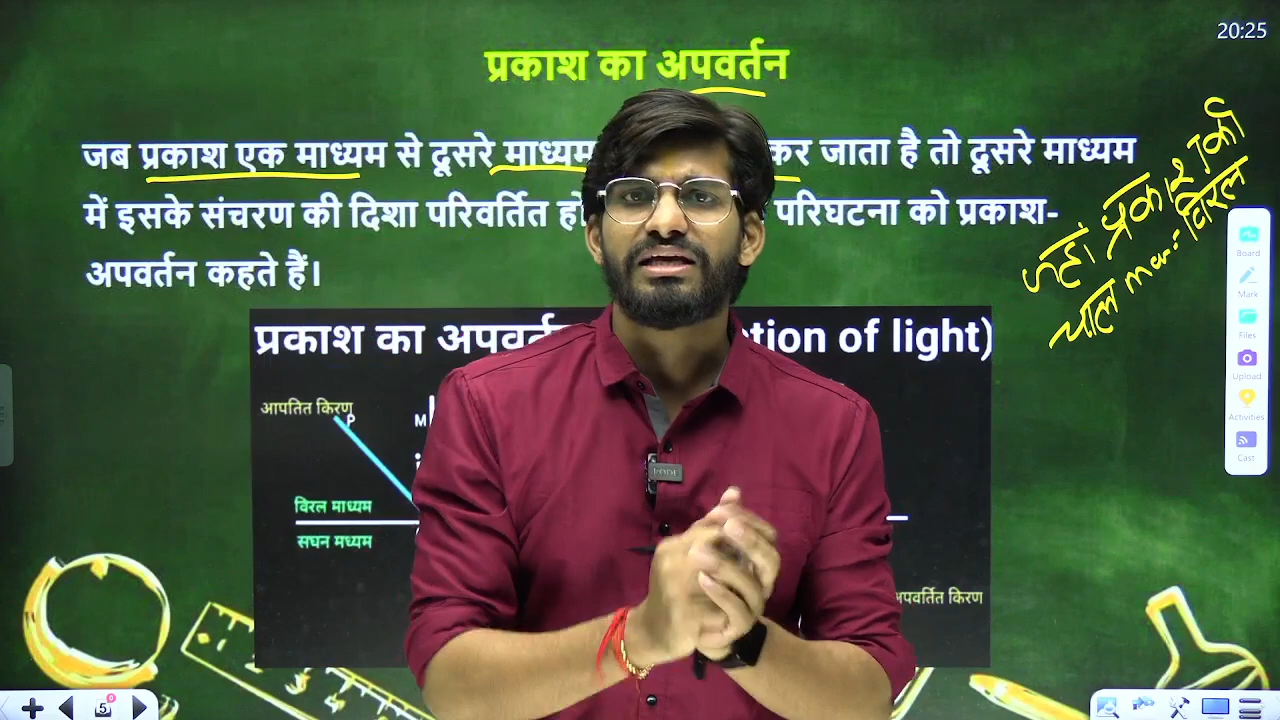 20:25
प्रकाश का अपवर्तन
जब प्रकाश एक माध्यम से दूसरे माध्यम कर जाता है तो दूसरे माध्यम
में इसके संचरण की दिशा परिवर्तित हो परिघटना को प्रकाश-
अपवर्तन कहते हैं।
जहां प्रकाश की
चाल max: विरल
प्रकाश का अपवर्त tion of light)
आपतित किरण
P
M
विरल माध्यम
सघन मध्यम
अपवर्तित किरण
Board
Mark
Files
Upload
Activities
Cast
5